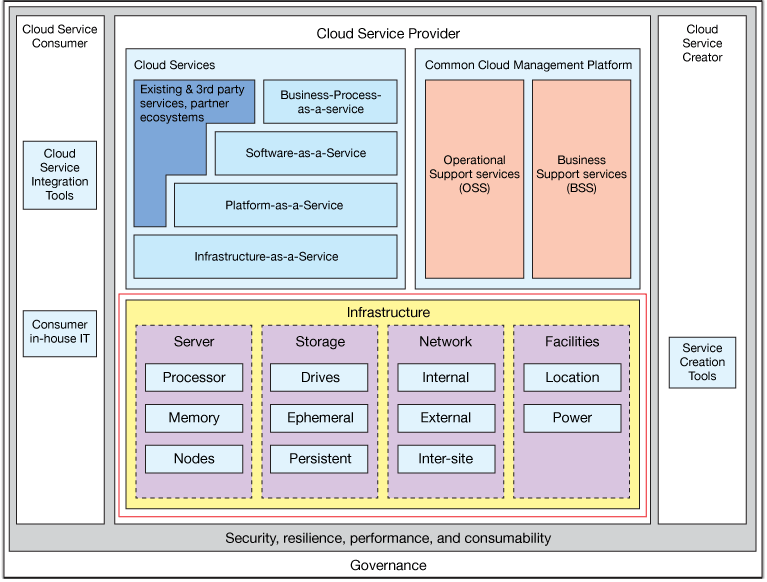 Cloud Service
Consumer
Cloud
Service
Integration
Tools
Consumer
in-house IT
Cloud Service Provider
Cloud Services
Existing & 3rd party
services, partner
ecosystems
Business-Process-
as-a-service
Software-as-a-Service
Platform-as-a-Service
Infrastructure-as-a-Service
Common Cloud Management Platform
Operational
Support services
(OSS)
Business
Support services
(BSS)
Infrastructure
Server
Processor
Memory
Nodes
Storage
Drives
Ephemeral
Persistent
Network
Internal
External
Inter-site
Facilities
Location
Power
Cloud
Service
Creator
Service
Creation
Tools
Security, resilience, performance, and consumability
Governance